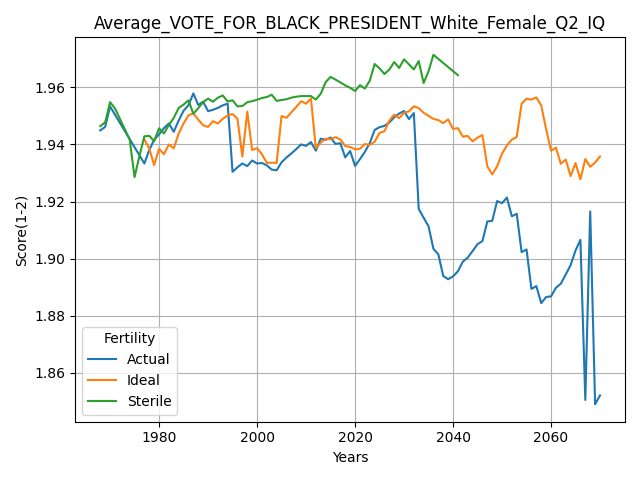 Average_VOTE_FOR_BLACK_PRESIDENT_White_Female_Q2_IQ
Score(1-2)
1.96
1.94
1.92
1.90
1.88
1.86
Fertility
Actual
Ideal
Sterile
1980
2000
2020
2040
2060
Years